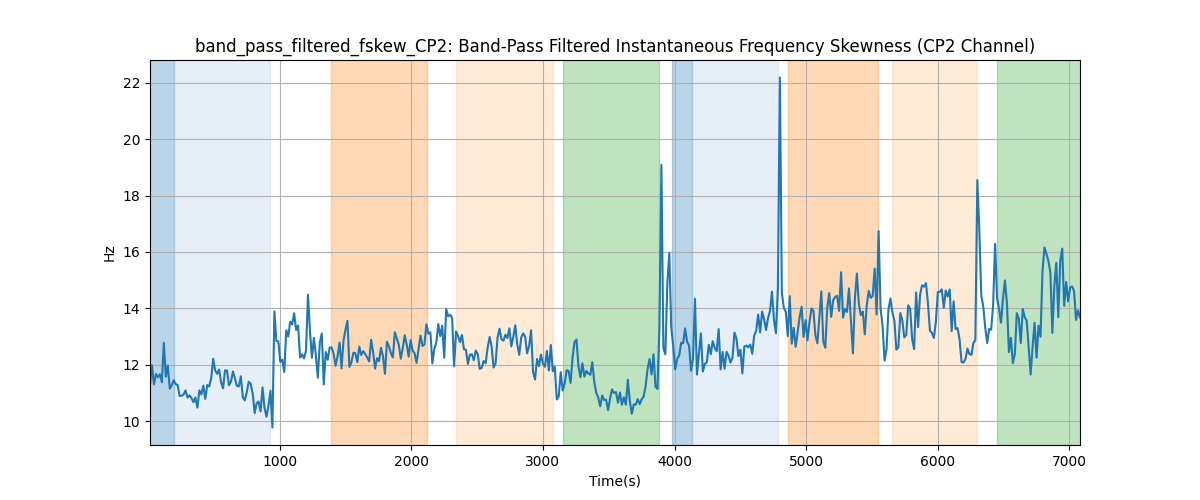 band_pass_filtered_fskew_CP2: Band-Pass Filtered Instantaneous Frequency Skewness (CP2 Channel)
22
20
18
16
14
12
10
Hz
1000 2000 3000 4000 5000 6000 7000
Time(s)